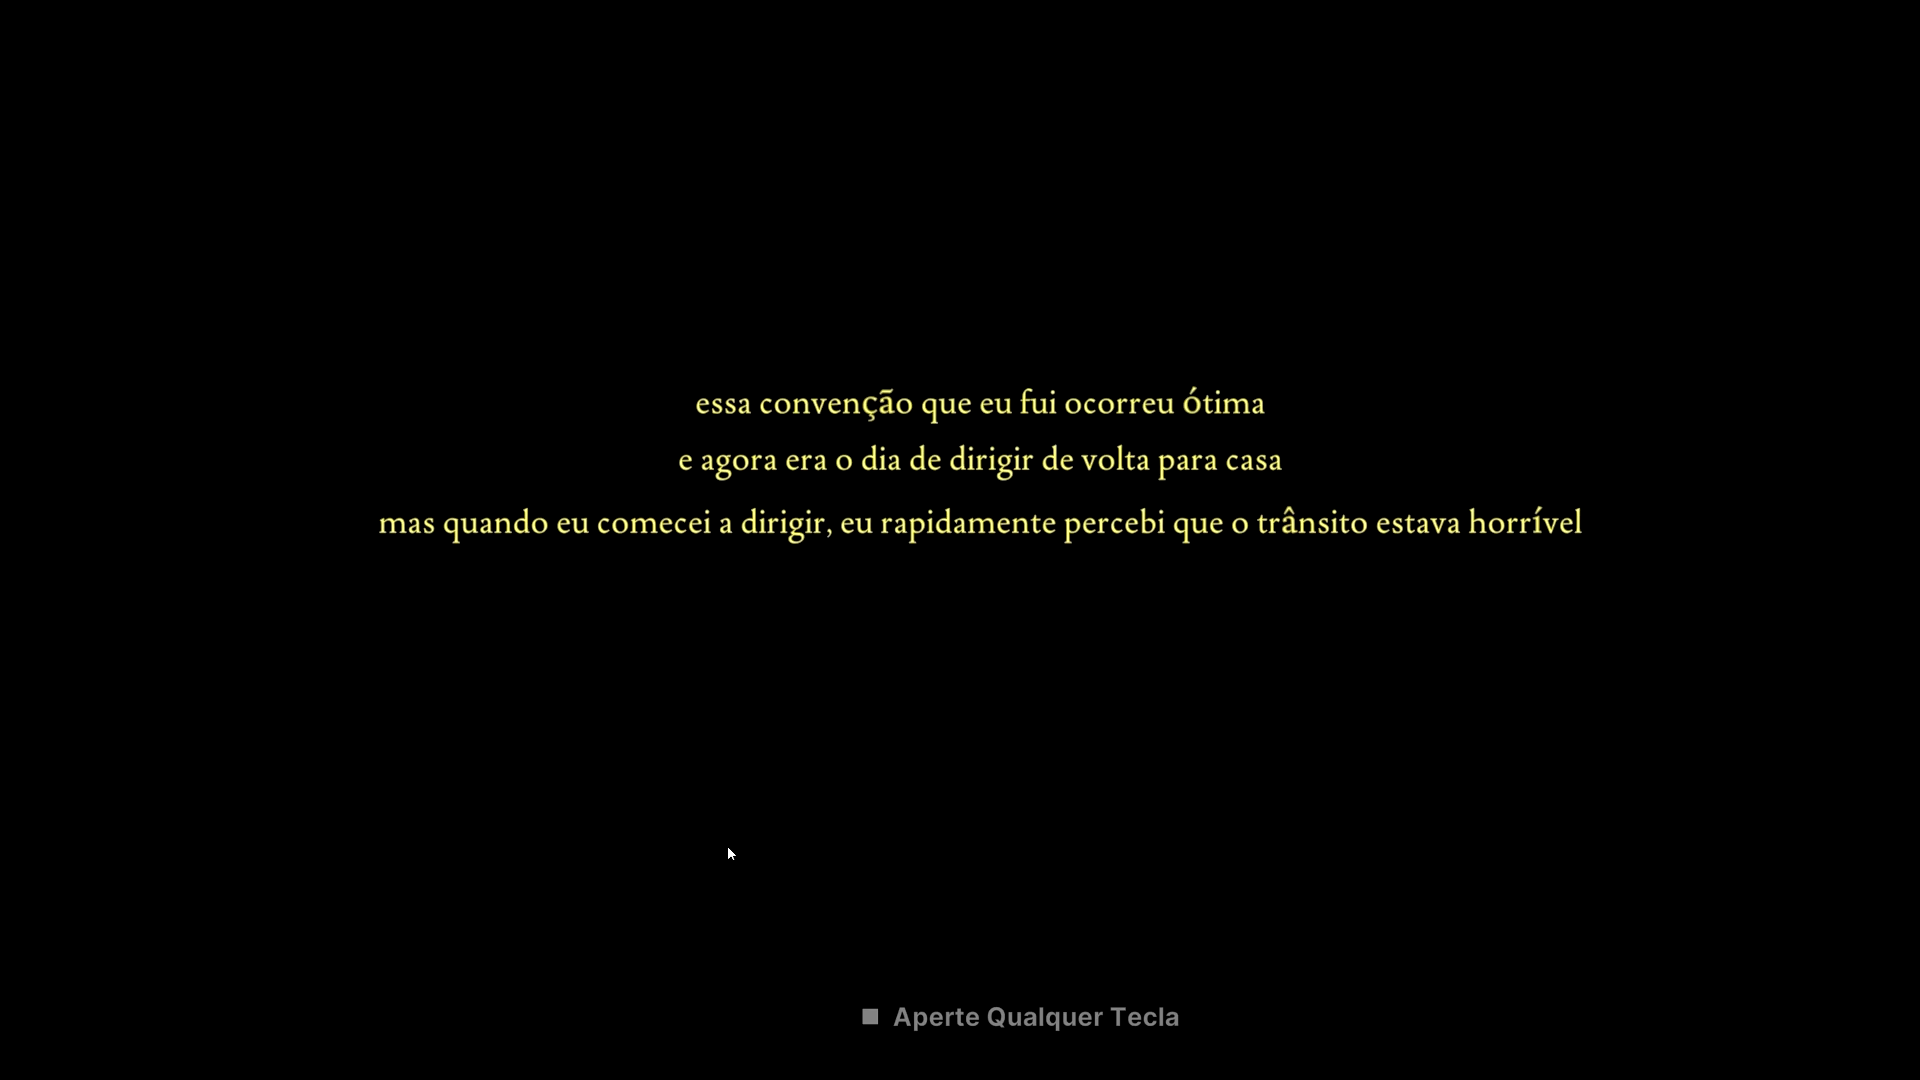 essa convenção que eu fui ocorreu ótima
e agora era o dia de dirigir de volta para casa
mas quando eu comecei a dirigir, eu rapidamente percebi que o trânsito estava horrível
Aperte Qualquer Tecla